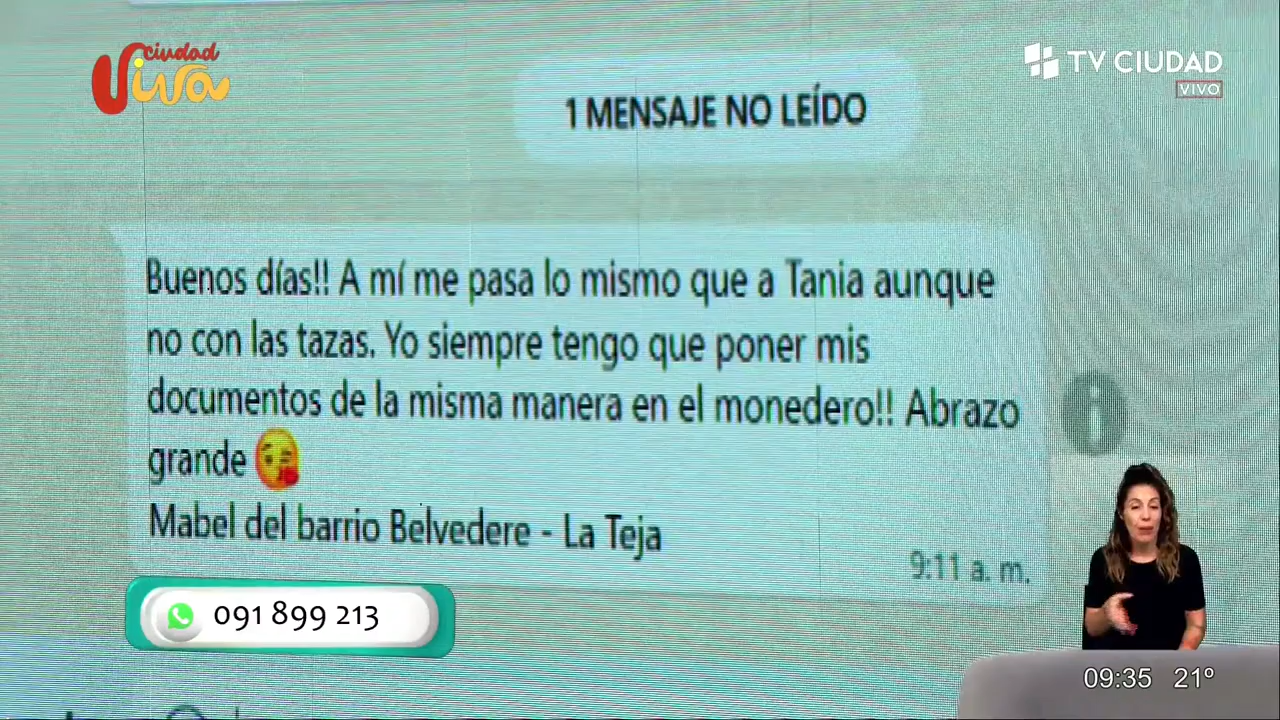 ciudad
Viva
TV CIUDAD
VIVO
1 MENSAJE NO LEÍDO
Buenos días!! A mí me pasa lo mismo que a Tania aunque
no con las tazas. Yo siempre tengo que poner mis
documentos de la misma manera en el monedero!! Abrazo
grande 😘
Mabel del barrio Belvedere - La Teja
9:11 a. m.
091 899 213
09:35 21º